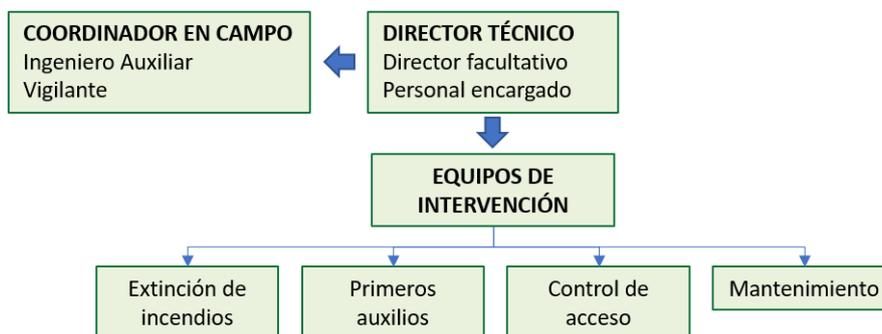 COORDINADOR EN CAMPO
Ingeniero Auxiliar
Vigilante
DIRECTOR TÉCNICO
Director facultativo
Personal encargado
EQUIPOS DE
INTERVENCIÓN
Extinción de
incendios
Primeros
auxilios
Control de
acceso
Mantenimiento